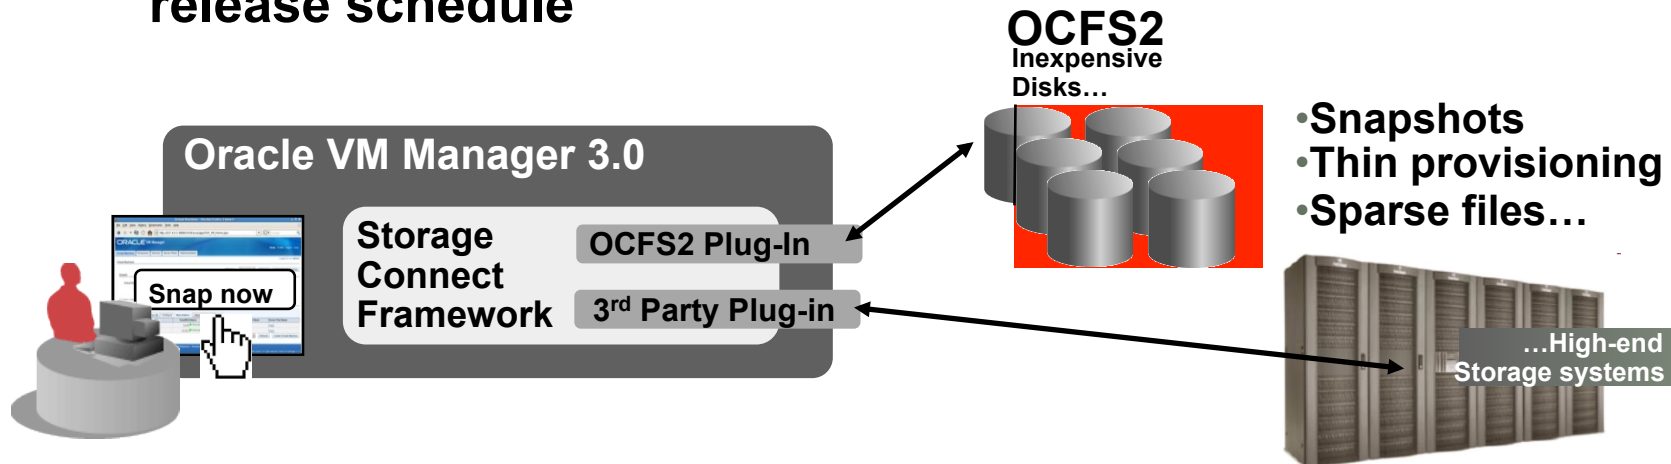 release schedule
OCFS2
Inexpensive
Disks…
•Snapshots
•Thin provisioning
•Sparse files…
Oracle VM Manager 3.0
Storage
Connect
Framework
OCFS2 Plug-In
3rd Party Plug-in
ORACLE
Snap now
…High-end
Storage systems